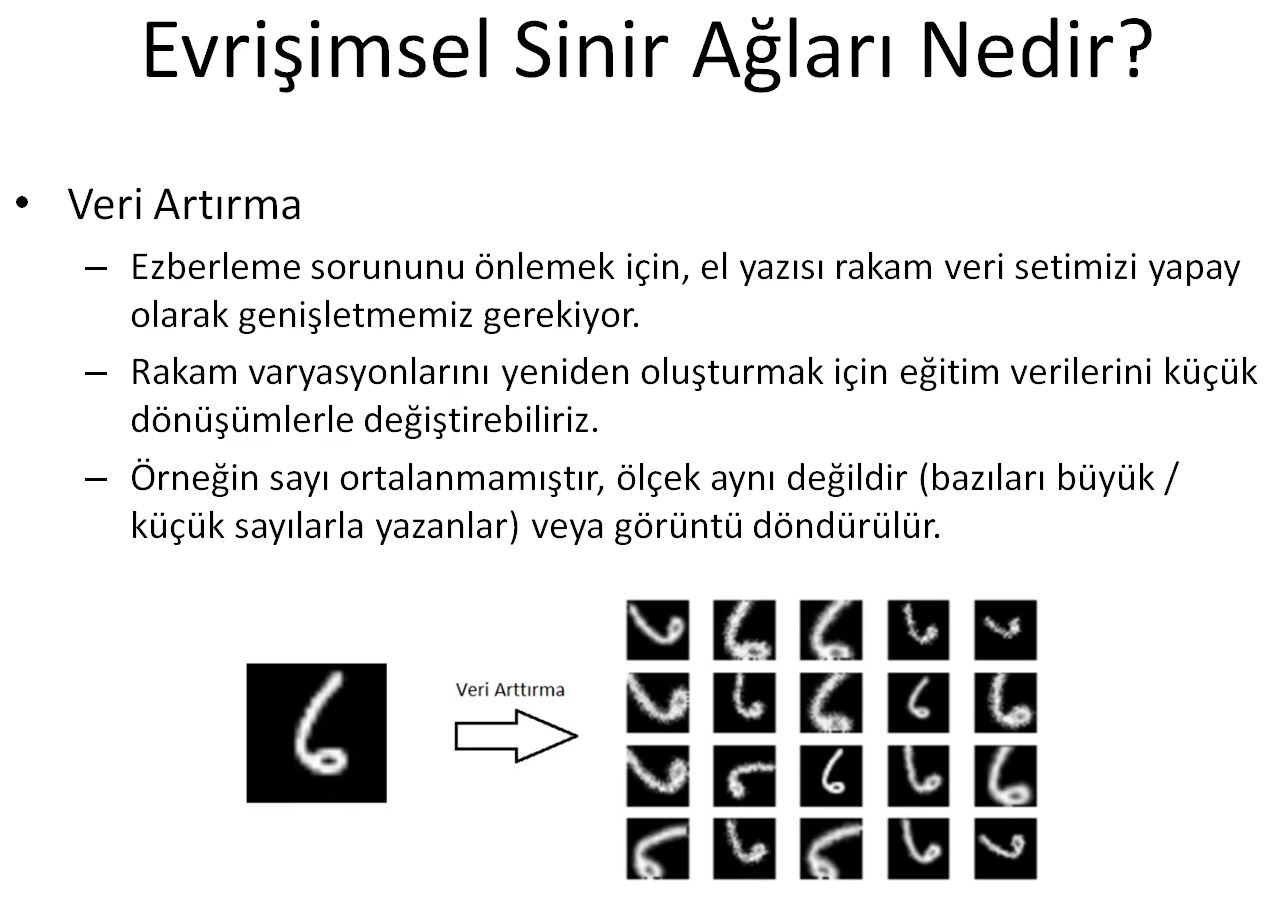 Evrişimsel Sinir Ağları Nedir?
• Veri Artırma
– Ezberleme sorununu önlemek için, el yazısı rakam veri setimizi yapay
olarak genişletmemiz gerekiyor.
– Rakam varyasyonlarını yeniden oluşturmak için eğitim verilerini küçük
dönüşümlerle değiştirebiliriz.
– Örneğin sayı ortalanmamıştır, ölçek aynı değildir (bazıları büyük /
küçük sayılarla yazanlar) veya görüntü döndürülür.
Veri Arttırma
6